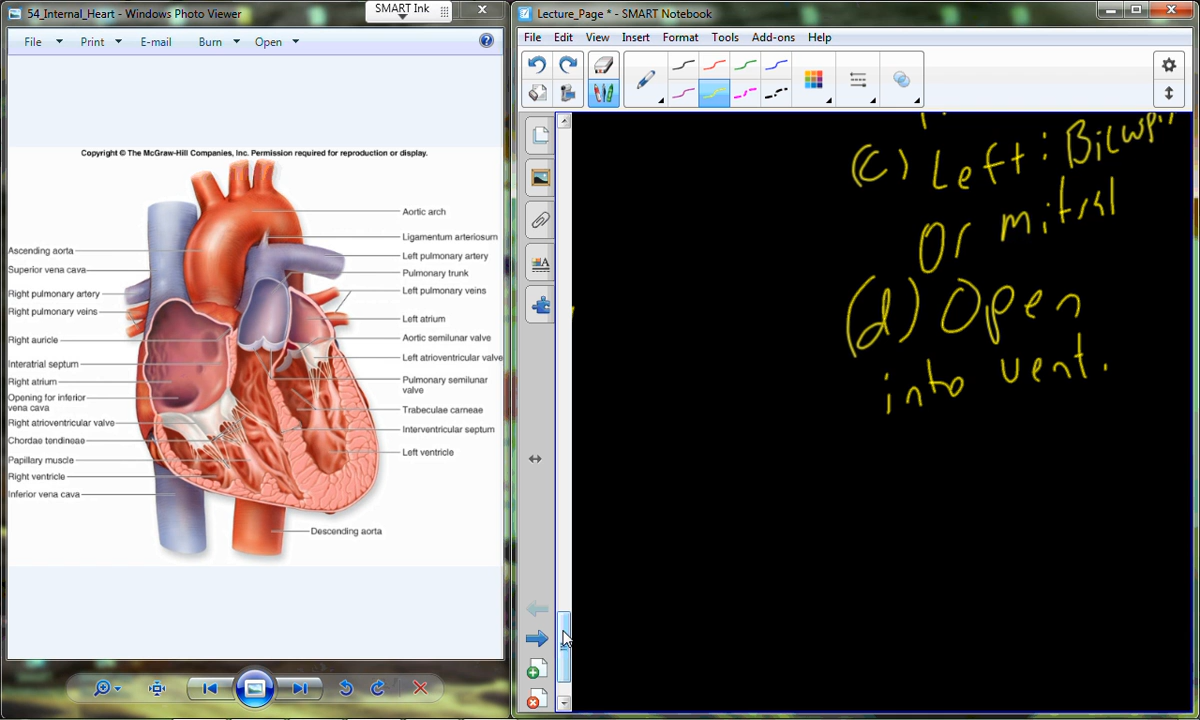 54_Internal_Heart - Windows Photo Viewer
SMART Ink
File Print E-mail Burn Open
Copyright © The McGraw-Hill Companies, Inc. Permission required for reproduction or display.
Ascending aorta
Superior vena cava
Right pulmonary artery
Right pulmonary veins
Right auricle
Interatrial septum
Right atrium
Opening for inferior
vena cava
Right atrioventricular valve
Chordae tendineae
Papillary muscle
Right ventricle
Inferior vena cava
Aortic arch
Ligamentum arteriosum
Left pulmonary artery
Pulmonary trunk
Left pulmonary veins
Left atrium
Aortic semilunar valve
Left atrioventricular valve
Pulmonary semilunar
valve
Trabeculae carneae
Interventricular septum
Left ventricle
Descending aorta
Lecture_Page * - SMART Notebook
File Edit View Insert Format Tools Add-ons Help
(c) Left:
Or mitral
(d) Open
into vent.